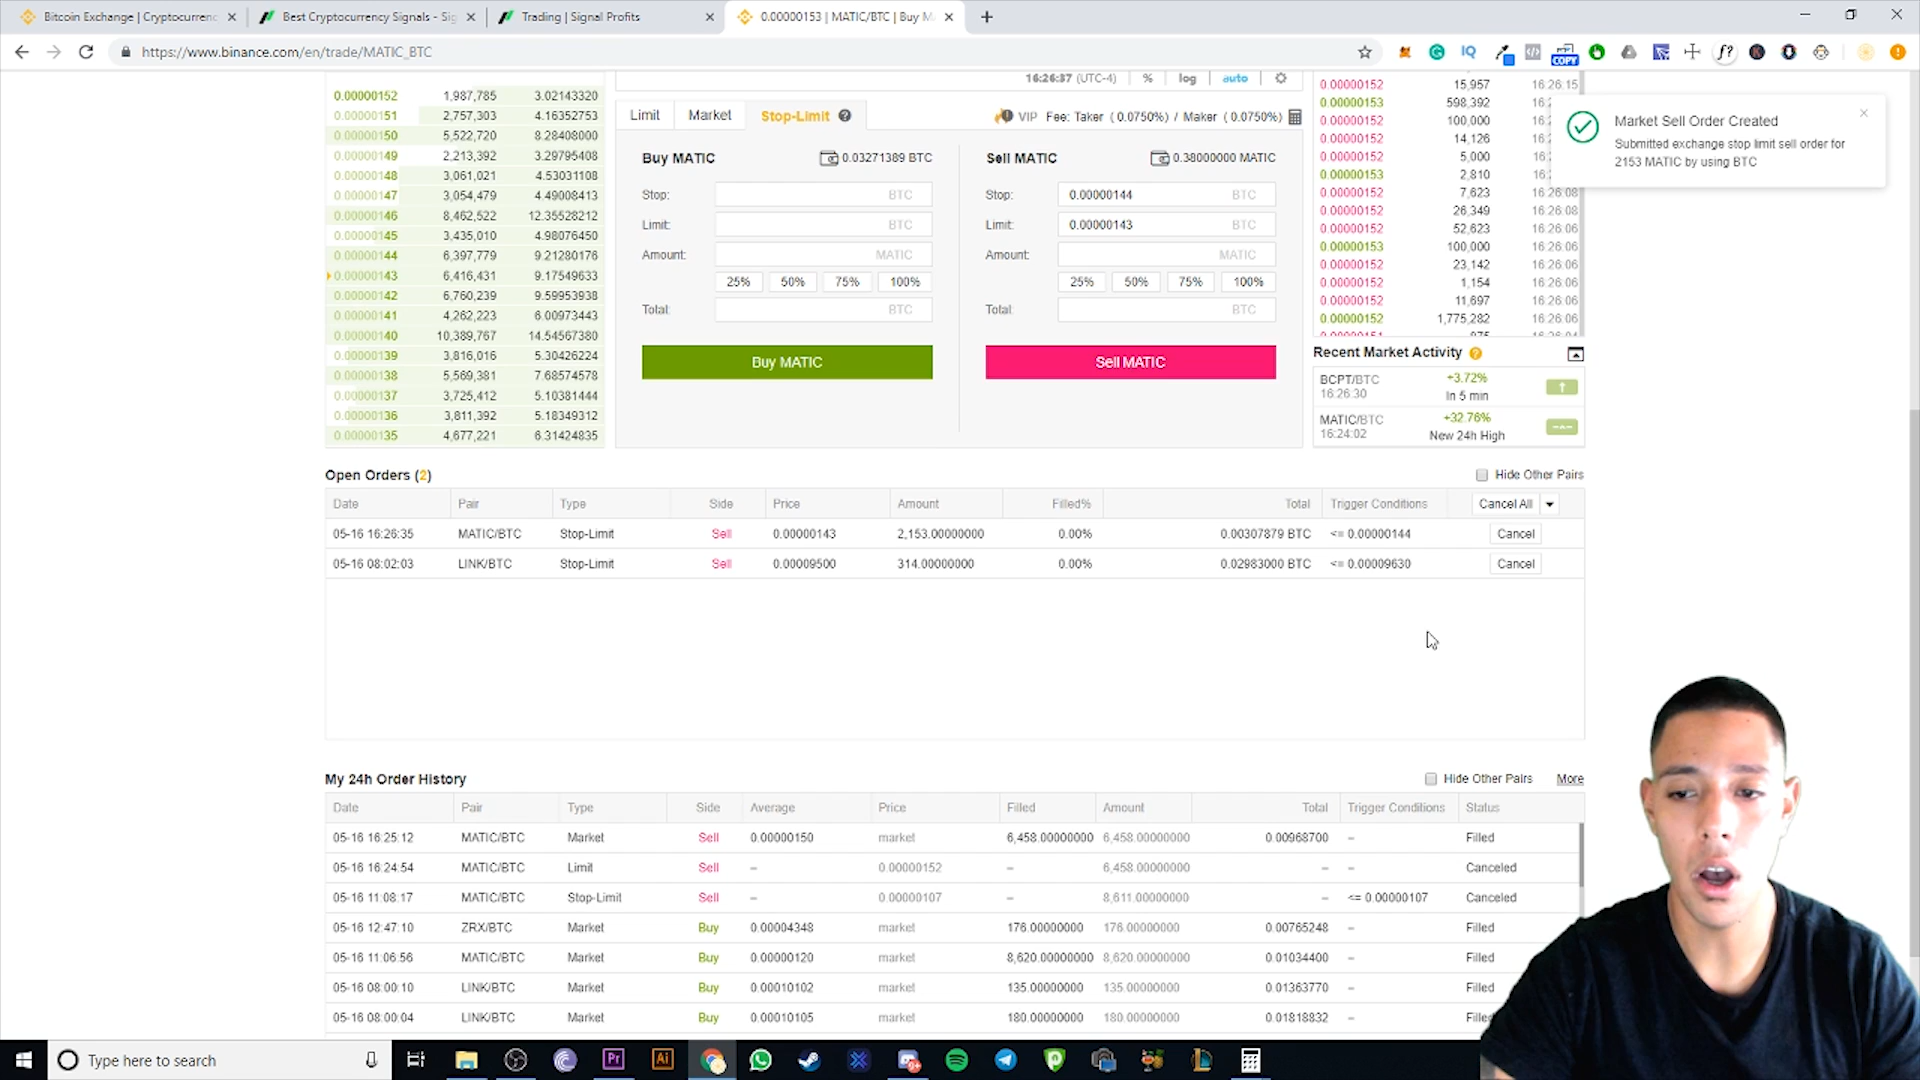 Bitcoin Exchange | Cryptocurrenc
Best Cryptocurrency Signals - Sig
Trading | Signal Profits
0.00000153 | MATIC/BTC | Buy M
https://www.binance.com/en/trade/MATIC_BTC
COPY
16:26:37 (UTC-4) % log auto
0.00000152 1,987,785 3.02143320
0.00000151 2,757,303 4.16352753
0.00000150 5,522,720 8.28408000
0.00000149 2,213,392 3.29795408
0.00000148 3,061,021 4.53031108
0.00000147 3,054,479 4.49008413
0.00000146 8,462,522 12.35528212
0.00000145 3,435,010 4.98076450
0.00000144 6,397,779 9.21280176
0.00000143 6,416,431 9.17549633
0.00000142 6,760,239 9.59953938
0.00000141 4,262,223 6.00973443
0.00000140 10,389,767 14.54567380
0.00000139 3,816,016 5.30426224
0.00000138 5,569,381 7.68574578
0.00000137 3,725,412 5.10381444
0.00000136 3,811,392 5.18349312
0.00000135 4,677,221 6.31424835
Limit Market Stop-Limit ?
VIP Fee: Taker ( 0.0750% ) / Maker ( 0.0750% )
Buy MATIC 0.03271389 BTC
Stop: BTC
Limit: BTC
Amount: MATIC
25% 50% 75% 100%
Total: BTC
Buy MATIC
Sell MATIC 0.38000000 MATIC
Stop: 0.00000144 BTC
Limit: 0.00000143 BTC
Amount: MATIC
25% 50% 75% 100%
Total: BTC
Sell MATIC
0.00000152 15,957 16:26:15
0.00000153 598,392 16:26:
0.00000152 100,000 16:
0.00000152 14,126 16:
0.00000152 5,000 16:
0.00000153 2,810 16:
0.00000152 7,623 16:26:08
0.00000152 26,349 16:26:08
0.00000152 52,623 16:26:08
0.00000153 100,000 16:26:06
0.00000152 23,142 16:26:06
0.00000152 1,154 16:26:06
0.00000152 11,697 16:26:06
0.00000152 1,775,282 16:26:06
Market Sell Order Created
Submitted exchange stop limit sell order for
2153 MATIC by using BTC
Recent Market Activity ?
BCPT/BTC +3.72%
16:26:30 In 5 min
MATIC/BTC +32.76%
16:24:02 New 24h High
Open Orders (2) Hide Other Pairs
Date Pair Type Side Price Amount Filled% Total Trigger Conditions Cancel All
05-16 16:26:35 MATIC/BTC Stop-Limit Sell 0.00000143 2,153.00000000 0.00% 0.00307879 BTC <= 0.00000144 Cancel
05-16 08:02:03 LINK/BTC Stop-Limit Sell 0.00009500 314.00000000 0.00% 0.02983000 BTC <= 0.00009630 Cancel
My 24h Order History Hide Other Pairs More
Date Pair Type Side Average Price Filled Amount Total Trigger Conditions Status
05-16 16:25:12 MATIC/BTC Market Sell 0.00000150 market 6,458.00000000 6,458.00000000 0.00968700 – Filled
05-16 16:24:54 MATIC/BTC Limit Sell – 0.00000152 – 6,458.00000000 – – Canceled
05-16 11:08:17 MATIC/BTC Stop-Limit Sell – 0.00000107 – 8,611.00000000 – <= 0.00000107 Canceled
05-16 12:47:10 ZRX/BTC Market Buy 0.00004348 market 176.00000000 176.00000000 0.00765248 – Filled
05-16 11:06:56 MATIC/BTC Market Buy 0.00000120 market 8,620.00000000 8,620.00000000 0.01034400 – Filled
05-16 08:00:10 LINK/BTC Market Buy 0.00010102 market 135.00000000 135.00000000 0.01363770 – Filled
05-16 08:00:04 LINK/BTC Market Buy 0.00010105 market 180.00000000 180.00000000 0.01818832 – Filled
Type here to search
Pr
Ai